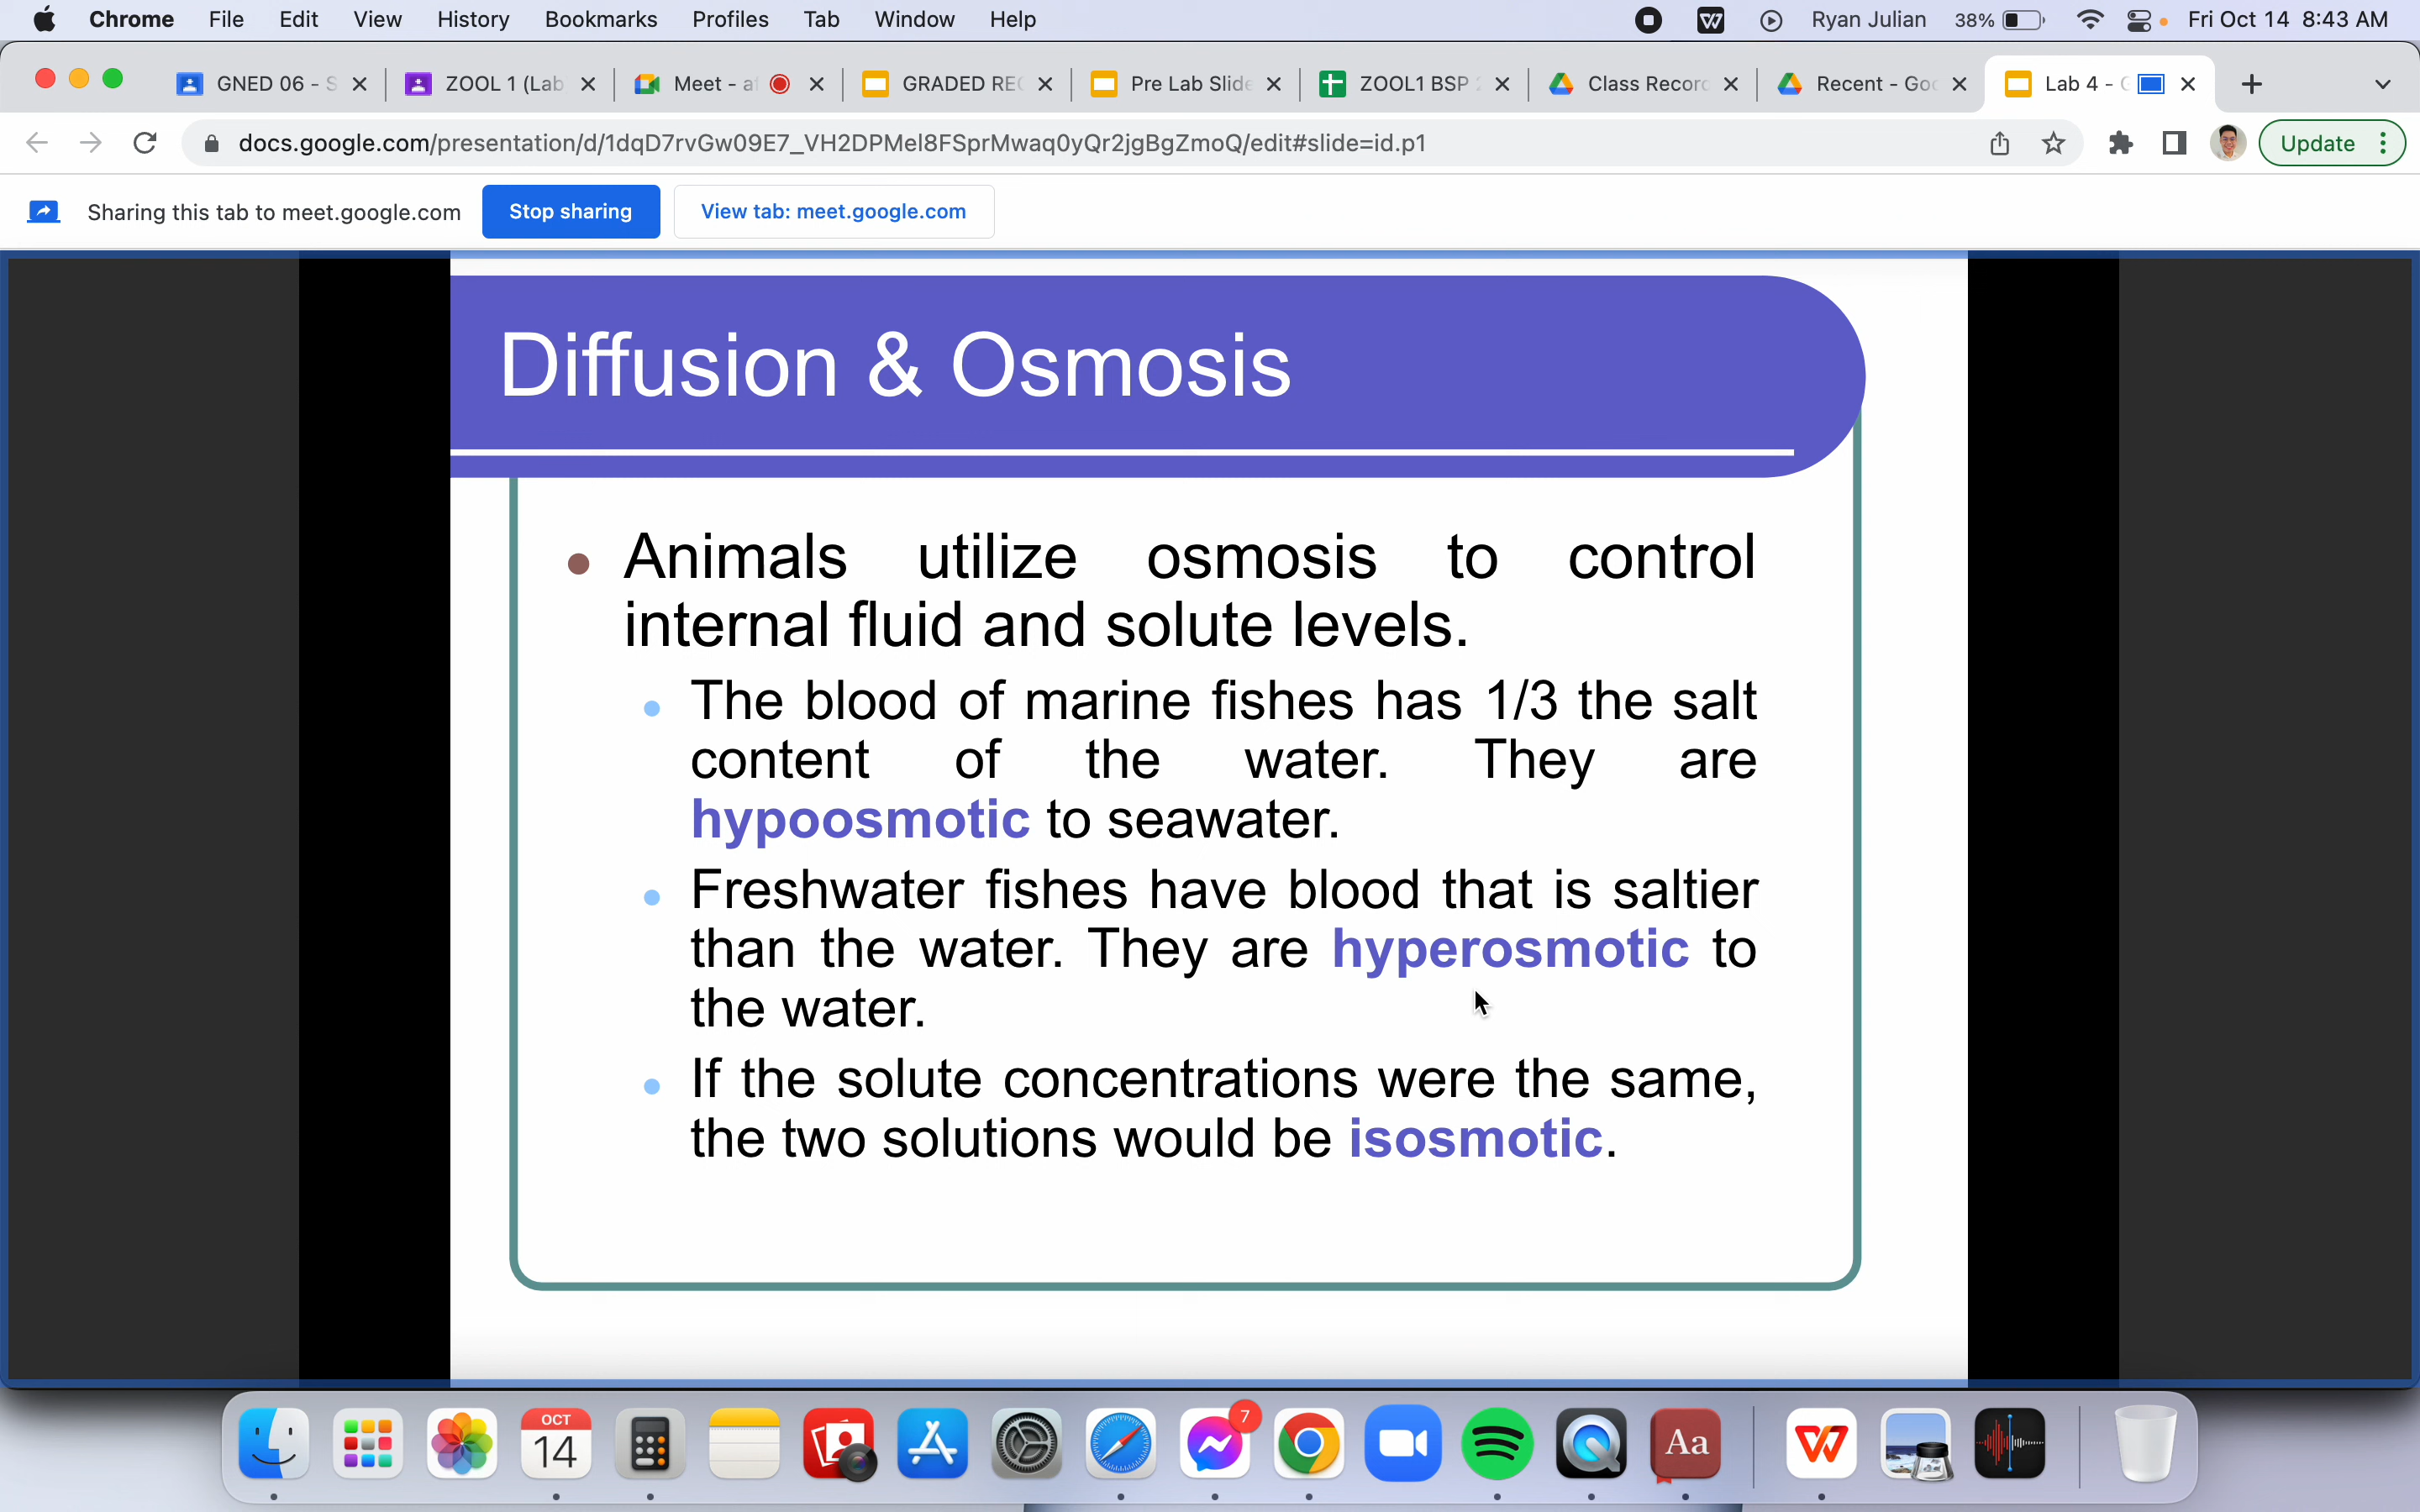 Chrome File Edit View History Bookmarks Profiles Tab Window Help Ryan Julian 38% Fri Oct 14 8:43 AM
GNED 06 - S ZOOL 1 (Lab Meet - a GRADED REC Pre Lab Slide ZOOL1 BSP 2 Class Record Recent - Goo Lab 4 - G
docs.google.com/presentation/d/1dqD7rvGw09E7_VH2DPMel8FSprMwaq0yQr2jgBgZmoQ/edit#slide=id.p1 Update
Sharing this tab to meet.google.com Stop sharing View tab: meet.google.com
Diffusion & Osmosis
Animals utilize osmosis to control
internal fluid and solute levels.
The blood of marine fishes has 1/3 the salt
content of the water. They are
hypoosmotic to seawater.
Freshwater fishes have blood that is saltier
than the water. They are hyperosmotic to
the water.
If the solute concentrations were the same,
the two solutions would be isosmotic.
OCT
14
7
Aa